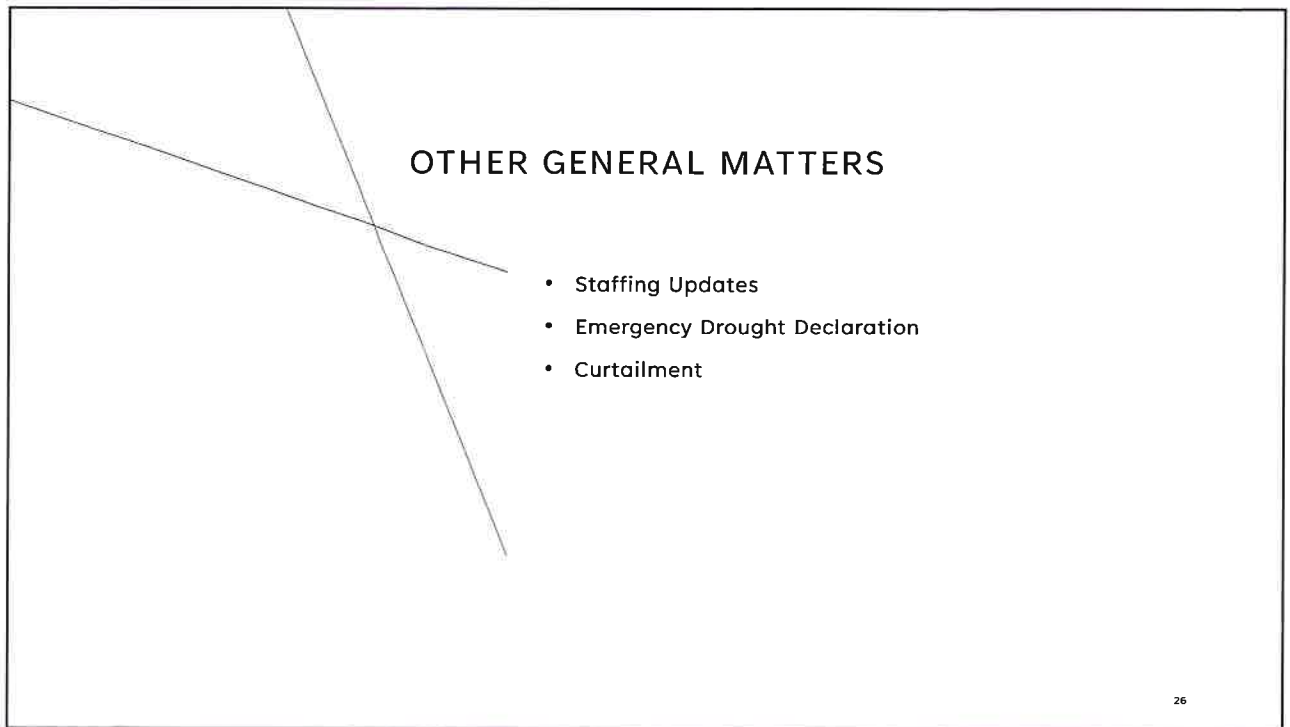 OTHER GENERAL MATTERS
• Staffing Updates
• Emergency Drought Declaration
• Curtailment
26